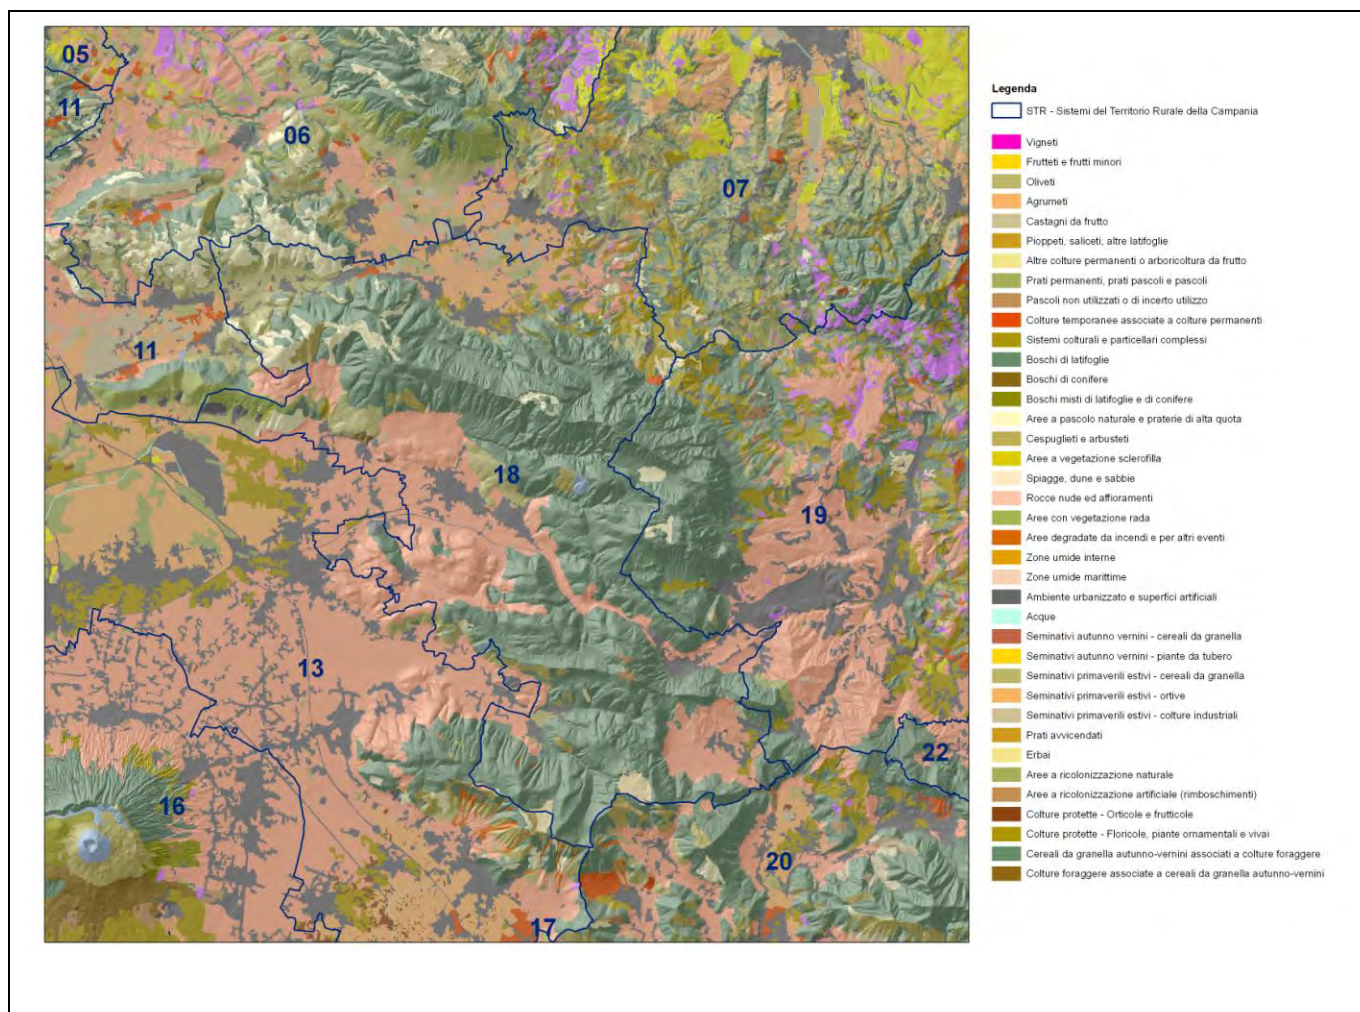 05
11
06
07
11
18
19
13
16
22
20
17
Legenda
STR - Sistemi del Territorio Rurale della Campania
Vigneti
Frutteti e frutti minori
Oliveti
Agrumeti
Castagni da frutto
Pioppeti, saliceti, altre latifoglie
Altre colture permanenti o arboricoltura da frutto
Prati permanenti, prati pascoli e pascoli
Pascoli non utilizzati o di incerto utilizzo
Colture temporanee associate a colture permanenti
Sistemi colturali e particellari complessi
Boschi di latifoglie
Boschi di conifere
Boschi misti di latifoglie e di conifere
Aree a pascolo naturale e praterie di alta quota
Cespuglieti e arbusteti
Aree a vegetazione sclerofilla
Spiagge, dune e sabbie
Rocce nude ed affioramenti
Aree con vegetazione rada
Aree degradate da incendi e per altri eventi
Zone umide interne
Zone umide marittime
Ambiente urbanizzato e superfici artificiali
Acque
Seminativi autunno vernini - cereali da granella
Seminativi autunno vernini - piante da tubero
Seminativi primaverili estivi - cereali da granella
Seminativi primaverili estivi - ortive
Seminativi primaverili estivi - colture industriali
Prati avvicendati
Erbai
Aree a ricolonizzazione naturale
Aree a ricolonizzazione artificiale (rimboschimenti)
Colture protette - Orticole e frutticole
Colture protette - Floricole, piante ornamentali e vivai
Cereali da granella autunno-vernini associati a colture foraggere
Colture foraggere associate a cereali da granella autunno-vernini